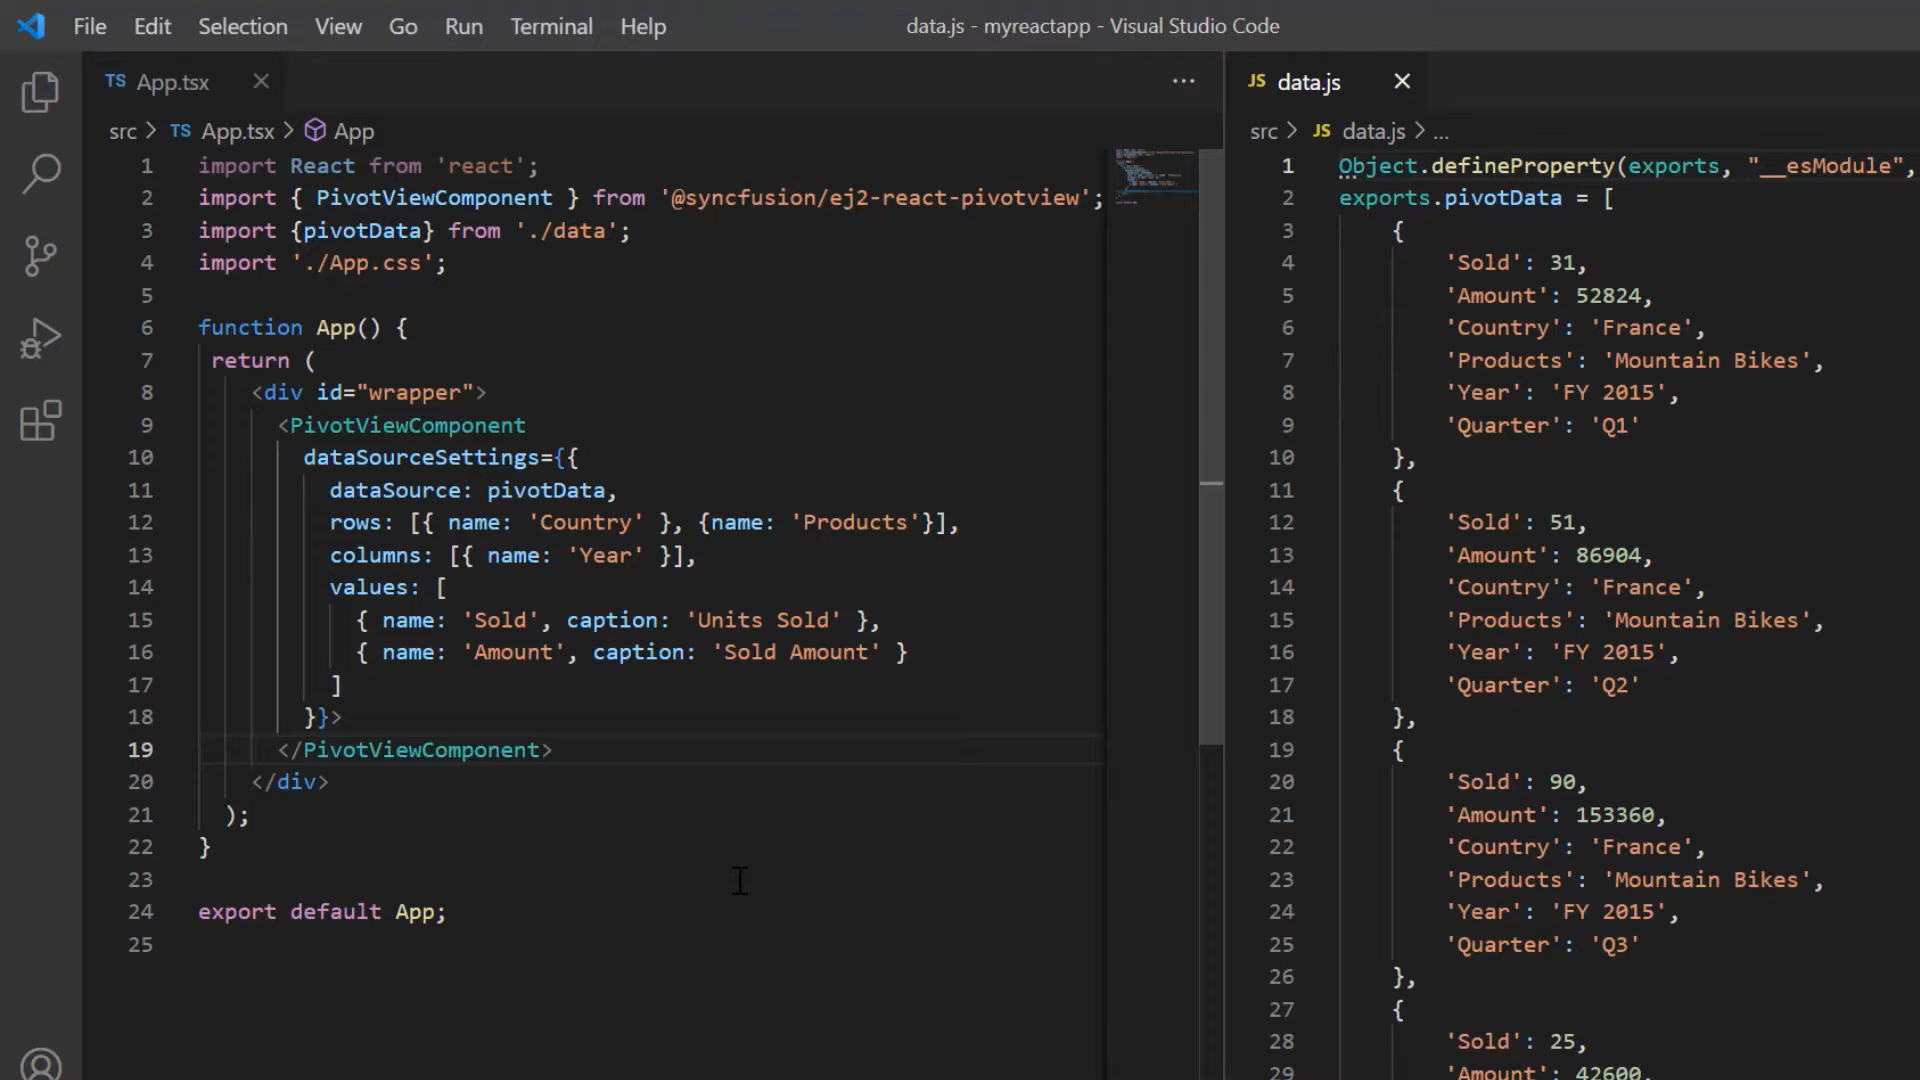 File Edit Selection View Go Run Terminal Help data.js - myreactapp - Visual Studio Code
TS App.tsx
src > TS App.tsx > App
1 import React from 'react';
2 import { PivotViewComponent } from '@syncfusion/ej2-react-pivotview';
3 import {pivotData} from './data';
4 import './App.css';
5
6 function App() {
7 return (
8 <div id="wrapper">
9 <PivotViewComponent
10 dataSourceSettings={{
11 dataSource: pivotData,
12 rows: [{ name: 'Country' }, {name: 'Products'}],
13 columns: [{ name: 'Year' }],
14 values: [
15 { name: 'Sold', caption: 'Units Sold' },
16 { name: 'Amount', caption: 'Sold Amount' }
17 ]
18 }}>
19 </PivotViewComponent>
20 </div>
21 );
22 }
23
24 export default App;
25
JS data.js
src > JS data.js > ...
1 Object.defineProperty(exports, "__esModule",
2 exports.pivotData = [
3 {
4 'Sold': 31,
5 'Amount': 52824,
6 'Country': 'France',
7 'Products': 'Mountain Bikes',
8 'Year': 'FY 2015',
9 'Quarter': 'Q1'
10 },
11 {
12 'Sold': 51,
13 'Amount': 86904,
14 'Country': 'France',
15 'Products': 'Mountain Bikes',
16 'Year': 'FY 2015',
17 'Quarter': 'Q2'
18 },
19 {
20 'Sold': 90,
21 'Amount': 153360,
22 'Country': 'France',
23 'Products': 'Mountain Bikes',
24 'Year': 'FY 2015',
25 'Quarter': 'Q3'
26 },
27 {
28 'Sold': 25,
29 'Amount': 42600,